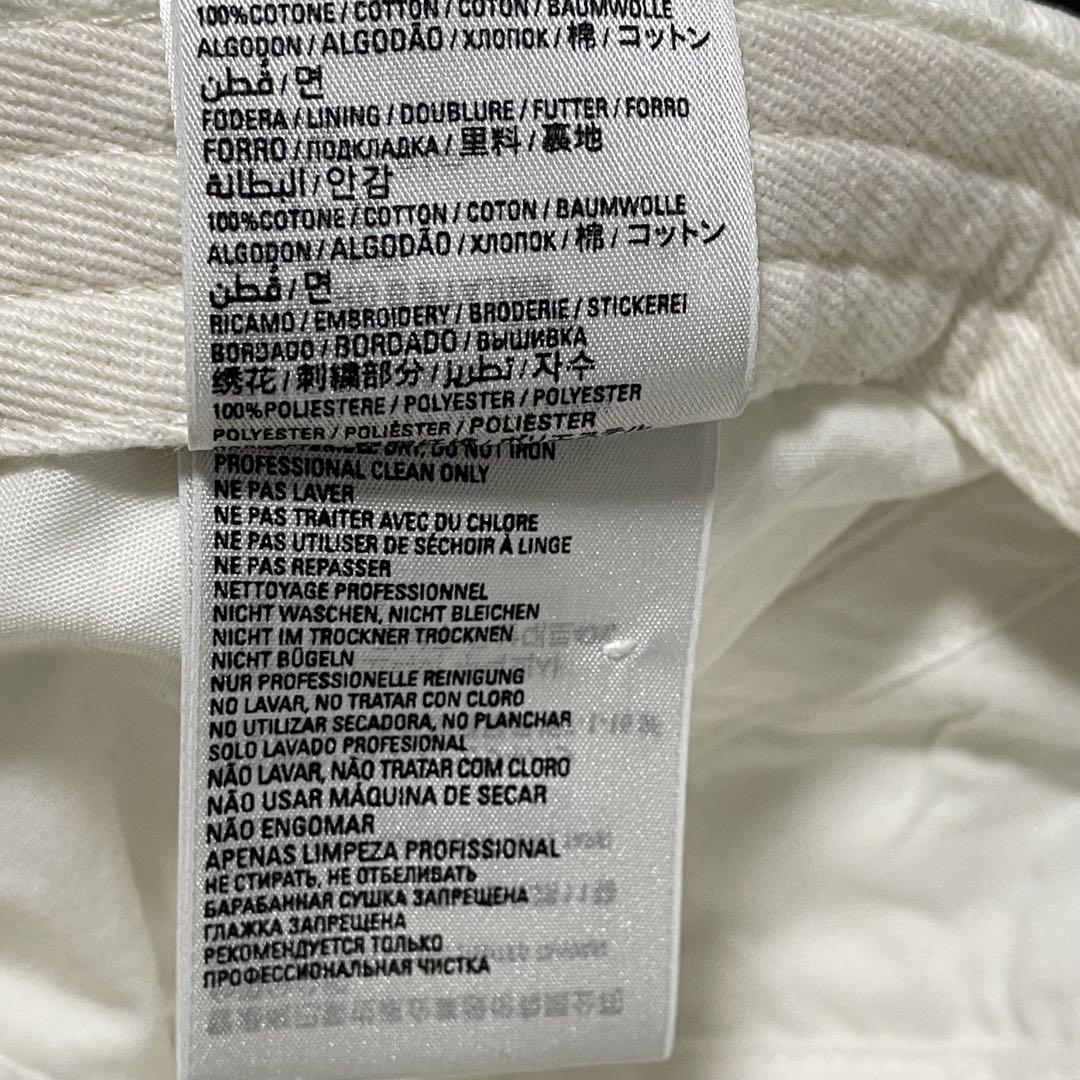 100%COTONE / COTTON / COTON / BAUMWOLLE
ALGODON / ALGODÃO / ХЛОПОК / 棉 / コットン
قُطن / 면
FODERA / LINING / DOUBLURE / FUTTER / FORRO
FORRO / ПОДКЛАДКА / 里料 / 裏地
البطانة / 안감
100%COTONE / COTTON / COTON / BAUMWOLLE
ALGODON / ALGODÃO / ХЛОПОК / 棉 / コットン
قُطن / 면
RICAMO / EMBROIDERY / BRODERIE / STICKEREI
BORDADO / BORDADO / ВЫШИВКА
绣花 / 刺繍部分 / تطريز / 자수
100%POLIESTERE / POLYESTER / POLYESTER
POLYESTER / POLIÉSTER / POLIÉSTER
DRY, DO NOT IRON
PROFESSIONAL CLEAN ONLY
NE PAS LAVER
NE PAS TRAITER AVEC DU CHLORE
NE PAS UTILISER DE SÉCHOIR À LINGE
NE PAS REPASSER
NETTOYAGE PROFESSIONNEL
NICHT WASCHEN, NICHT BLEICHEN
NICHT IM TROCKNER TROCKNEN
NICHT BÜGELN
NUR PROFESSIONELLE REINIGUNG
NO LAVAR, NO TRATAR CON CLORO
NO UTILIZAR SECADORA, NO PLANCHAR
SOLO LAVADO PROFESIONAL
NÃO LAVAR, NÃO TRATAR COM CLORO
NÃO USAR MÁQUINA DE SECAR
NÃO ENGOMAR
APENAS LIMPEZA PROFISSIONAL
НЕ СТИРАТЬ, НЕ ОТБЕЛИВАТЬ
БАРАБАННАЯ СУШКА ЗАПРЕЩЕНА
ГЛАЖКА ЗАПРЕЩЕНА
РЕКОМЕНДУЕТСЯ ТОЛЬКО
ПРОФЕССИОНАЛЬНАЯ ЧИСТКА